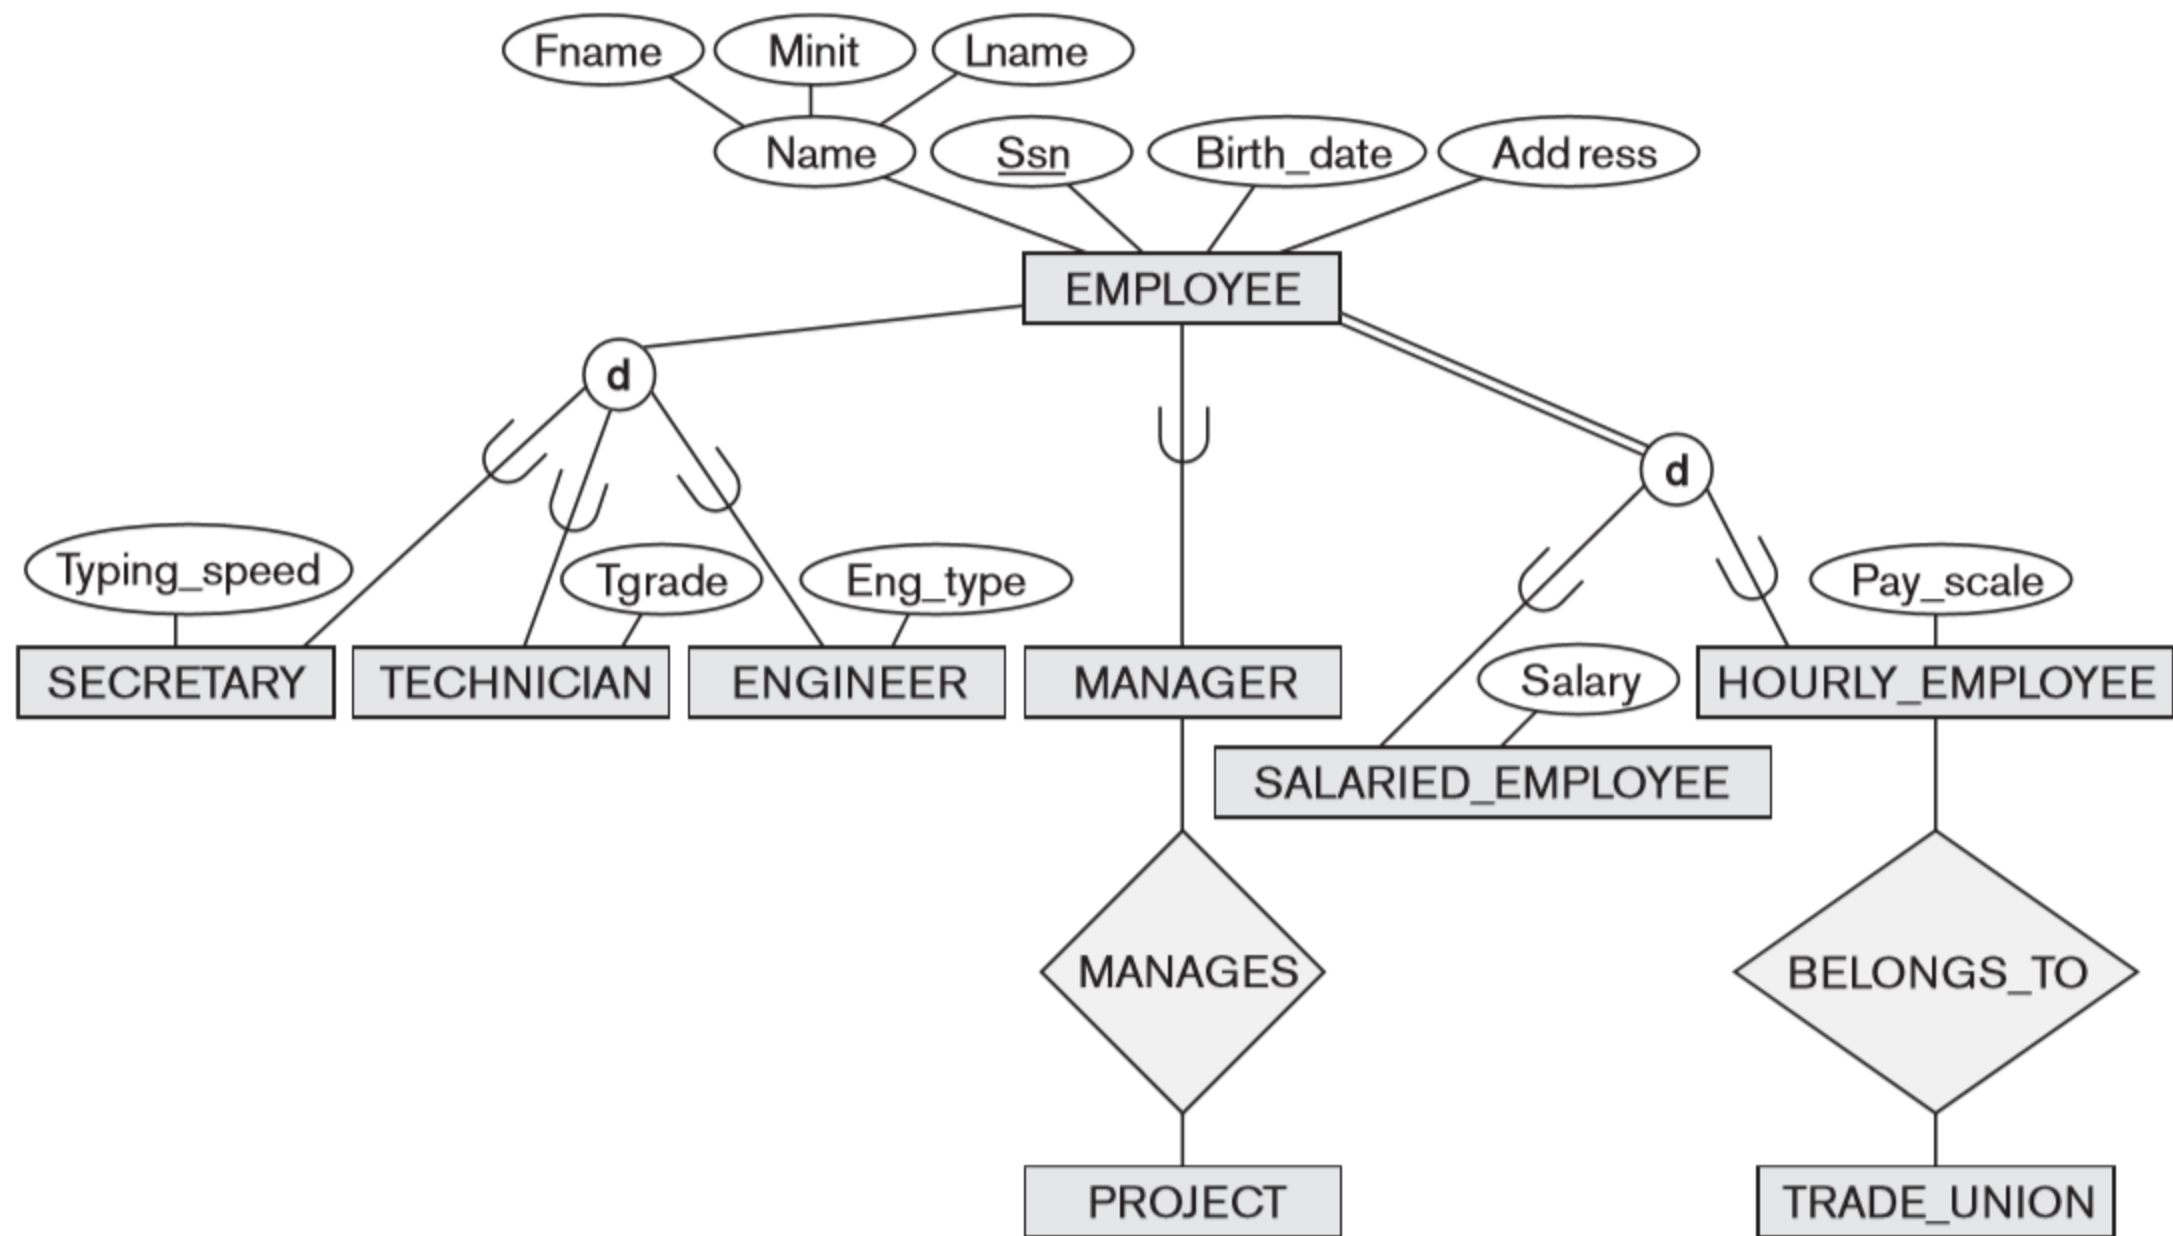 Fname Minit Lname
Name Ssn Birth_date Address
EMPLOYEE
d
d
Typing_speed Tgrade Eng_type Pay_scale
SECRETARY TECHNICIAN ENGINEER MANAGER Salary HOURLY_EMPLOYEE
SALARIED_EMPLOYEE
MANAGES BELONGS_TO
PROJECT TRADE_UNION